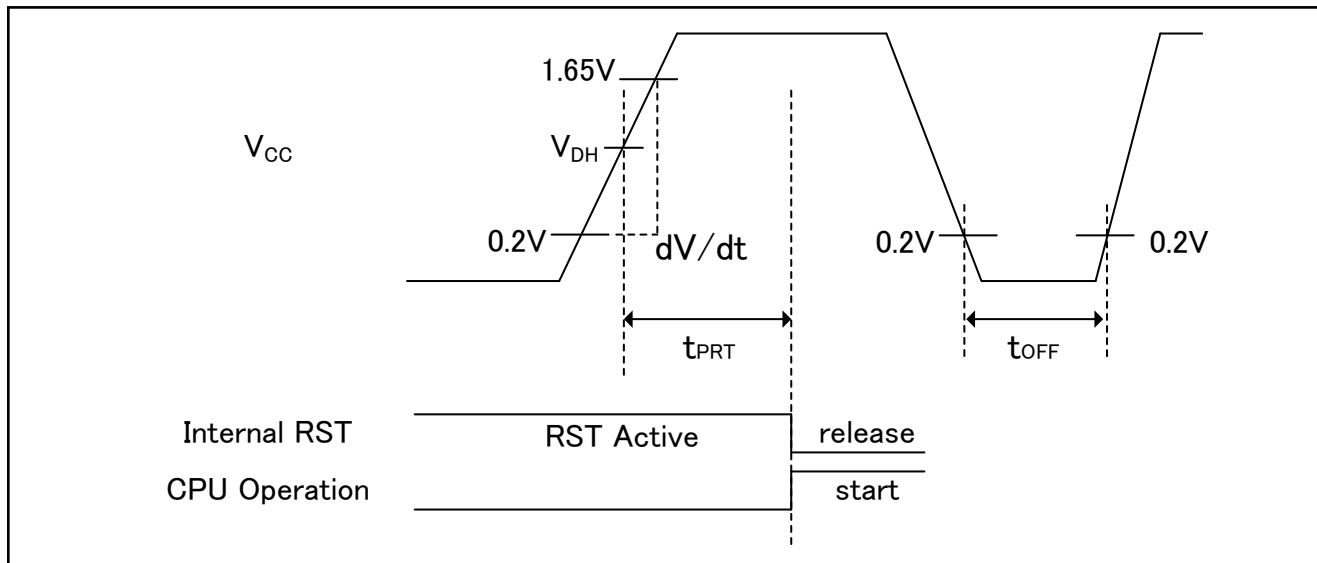 1.65V
VCC
VDH
0.2V
dV/dt
0.2V
0.2V
tPRT
tOFF
Internal RST
RST Active
release
CPU Operation
start